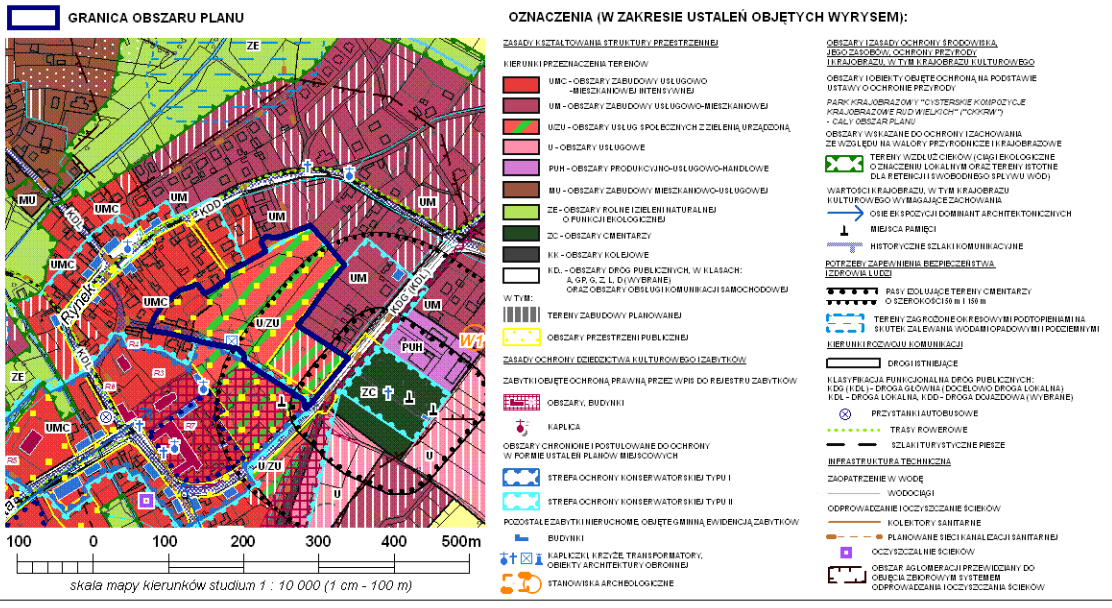 GRANICA OBSZARU PLANU
OZNACZENIA (W ZAKRESIE USTALEŃ OBJĘTYCH WYRYSEM):
ZE
MU
UMC
UM
KDD
KDL
UM
UMC
Rynek
UMC
UM
KDG (KDL)
UM
U/ZU
KDL
R4
R3
R6
R7
R5
ZE
UMC
PUH
W1
ZC
U
U/ZU
U
100 0 100 200 300 400 500m
skala mapy kierunków studium 1 : 10 000 (1 cm - 100 m)
ZASADY KSZTAŁTOWANIA STRUKTURY PRZESTRZENNEJ
KIERUNKI PRZEZNACZENIA TERENÓW
UMC - OBSZARY ZABUDOWY USŁUGOWO
-MIESZKANIOWEJ INTENSYWNEJ
UM - OBSZARY ZABUDOWY USŁUGOWO-MIESZKANIOWEJ
U/ZU - OBSZARY USŁUG SPOŁECZNYCH Z ZIELENIĄ URZĄDZONĄ
U - OBSZARY USŁUGOWE
PUH - OBSZARY PRODUKCYJNO-USŁUGOWO-HANDLOWE
MU - OBSZARY ZABUDOWY MIESZKANIOWO-USŁUGOWEJ
ZE - OBSZARY ROLNE I ZIELENI NATURALNEJ
O FUNKCJI EKOLOGICZNEJ
ZC - OBSZARY CMENTARZY
KK - OBSZARY KOLEJOWE
KD.. - OBSZARY DRÓG PUBLICZNYCH, W KLASACH:
A, GP, G, Z, L, D (WYBRANE)
ORAZ OBSZARY OBSŁUGI KOMUNIKACJI SAMOCHODOWEJ
W TYM:
TERENY ZABUDOWY PLANOWANEJ
OBSZARY PRZESTRZENI PUBLICZNEJ
ZASADY OCHRONY DZIEDZICTWA KULTUROWEGO I ZABYTKÓW
ZABYTKI OBJĘTE OCHRONĄ PRAWNĄ PRZEZ WPIS DO REJESTRU ZABYTKÓW
OBSZARY, BUDYNKI
KAPLICA
OBSZARY CHRONIONE I POSTULOWANE DO OCHRONY
W FORMIE USTALEŃ PLANÓW MIEJSCOWYCH
STREFA OCHRONY KONSERWATORSKIEJ TYPU I
STREFA OCHRONY KONSERWATORSKIEJ TYPU II
POZOSTAŁE ZABYTKI NIERUCHOME, OBJĘTE GMINNĄ EWIDENCJĄ ZABYTKÓW
BUDYNKI
KAPLICZKI, KRZYŻE, TRANSFORMATORY,
OBIEKTY ARCHITEKTURY OBRONNEJ
STANOWISKA ARCHEOLOGICZNE
OBSZARY I ZASADY OCHRONY ŚRODOWISKA,
JEGO ZASOBÓW, OCHRONY PRZYRODY
I KRAJOBRAZU, W TYM KRAJOBRAZU KULTUROWEGO
OBSZARY I OBIEKTY OBJĘTE OCHRONĄ NA PODSTAWIE
USTAWY O OCHRONIE PRZYRODY
PARK KRAJOBRAZOWY "CYSTERSKIE KOMPOZYCJE
KRAJOBRAZOWE RUD WIELKICH" ("CKKRW")
- CAŁY OBSZAR PLANU
OBSZARY WSKAZANE DO OCHRONY I ZACHOWANIA
ZE WZGLĘDU NA WALORY PRZYRODNICZE I KRAJOBRAZOWE
TERENY WZDŁUŻ CIEKÓW (CIĄGI EKOLOGICZNE
O ZNACZENIU LOKALNYM ORAZ TERENY ISTOTNE
DLA RETENCJI I SWOBODNEGO SPŁYWU WÓD)
WARTOŚCI KRAJOBRAZU, W TYM KRAJOBRAZU
KULTUROWEGO WYMAGAJĄCE ZACHOWANIA
OSIE EKSPOZYCJI DOMINANT ARCHITEKTONICZNYCH
MIEJSCA PAMIĘCI
HISTORYCZNE SZLAKI KOMUNIKACYJNE
POTRZEBY ZAPEWNIENIA BEZPIECZEŃSTWA
I ZDROWIA LUDZI
PASY IZOLUJĄCE TERENY CMENTARZY
O SZEROKOŚCI 50 m I 150 m
TERENY ZAGROŻONE OKRESOWYMI PODTOPIENIAMI NA
SKUTEK ZALEWANIA WODAMI OPADOWYMI I PODZIEMNYMI
KIERUNKI ROZWOJU KOMUNIKACJI
DROGI ISTNIEJĄCE
KLASYFIKACJA FUNKCJONALNA DRÓG PUBLICZNYCH:
KDG (KDL) - DROGA GŁÓWNA (DOCELOWO DROGA LOKALNA)
KDL - DROGA LOKALNA, KDD - DROGA DOJAZDOWA (WYBRANE)
PRZYSTANKI AUTOBUSOWE
TRASY ROWEROWE
SZLAKI TURYSTYCZNE PIESZE
INFRASTRUKTURA TECHNICZNA
ZAOPATRZENIE W WODĘ
WODOCIĄGI
ODPROWADZANIE I OCZYSZCZANIE ŚCIEKÓW
KOLEKTORY SANITARNE
PLANOWANE SIECI KANALIZACJI SANITARNEJ
OCZYSZCZALNIE ŚCIEKÓW
OBSZAR AGLOMERACJI PRZEWIDZIANY DO
OBJĘCIA ZBIOROWYM SYSTEMEM
ODPROWADZANIA I OCZYSZCZANIA ŚCIEKÓW